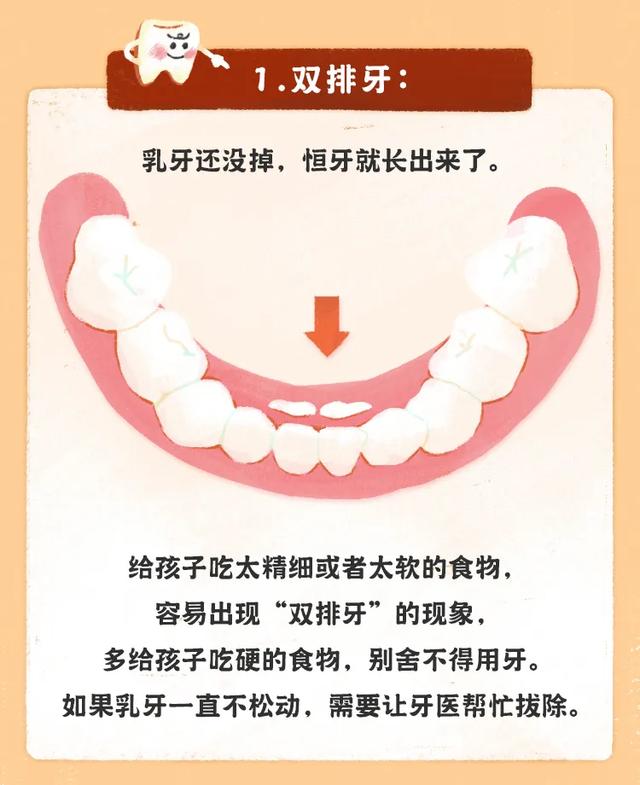 1.双排牙：
乳牙还没掉，恒牙就长出来了。
给孩子吃太精细或者太软的食物，
容易出现“双排牙”的现象，
多给孩子吃硬的食物，别舍不得用牙。
如果乳牙一直不松动，需要让牙医帮忙拔除。